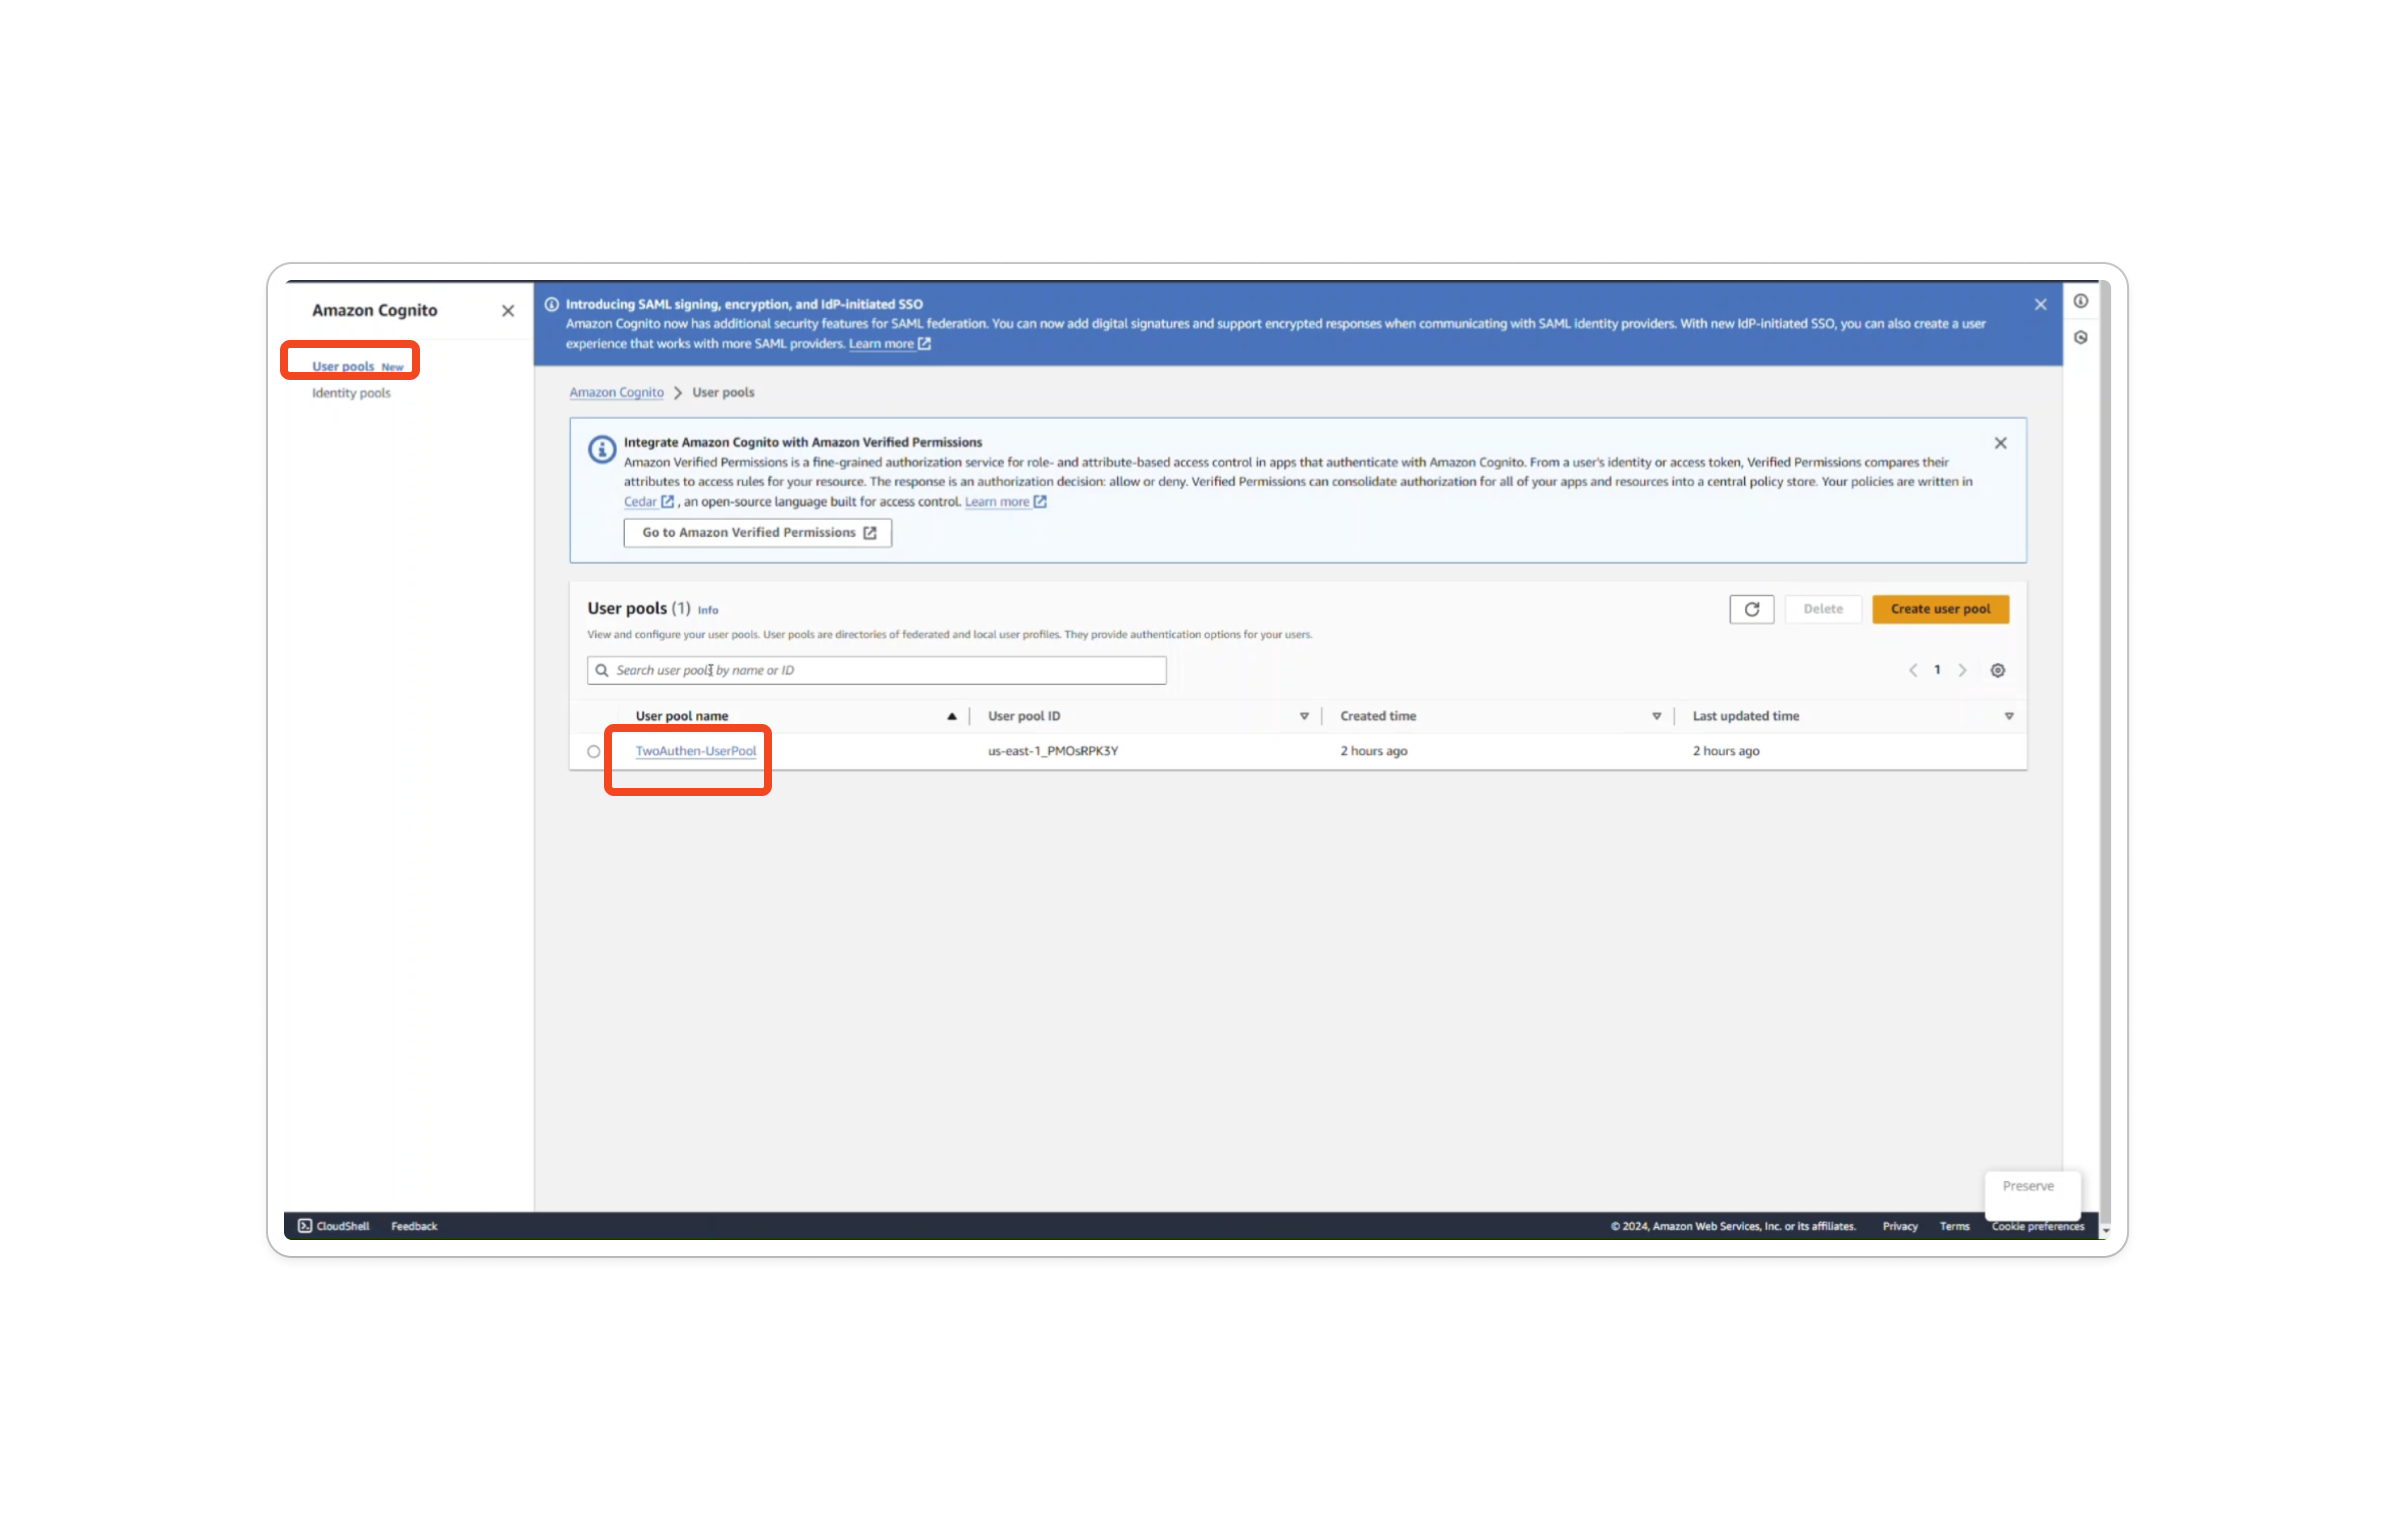 Amazon Cognito
User pools New
Identity pools
Introducing SAML signing, encryption, and IdP-initiated SSO
Amazon Cognito now has additional security features for SAML federation. You can now add digital signatures and support encrypted responses when communicating with SAML identity providers. With new IdP-initiated SSO, you can also create a user
experience that works with more SAML providers. Learn more
Amazon Cognito > User pools
Integrate Amazon Cognito with Amazon Verified Permissions
Amazon Verified Permissions is a fine-grained authorization service for role- and attribute-based access control in apps that authenticate with Amazon Cognito. From a user's identity or access token, Verified Permissions compares their
attributes to access rules for your resource. The response is an authorization decision: allow or deny. Verified Permissions can consolidate authorization for all of your apps and resources into a central policy store. Your policies are written in
Cedar , an open-source language built for access control. Learn more
Go to Amazon Verified Permissions
User pools (1) Info
Delete
Create user pool
View and configure your user pools. User pools are directories of federated and local user profiles. They provide authentication options for your users.
Search user pools by name or ID
1
User pool name User pool ID Created time Last updated time
TwoAuthen-UserPool us-east-1_PMOsRPK3Y 2 hours ago 2 hours ago
Preserve
CloudShell Feedback © 2024, Amazon Web Services, Inc. or its affiliates. Privacy Terms Cookie preferences